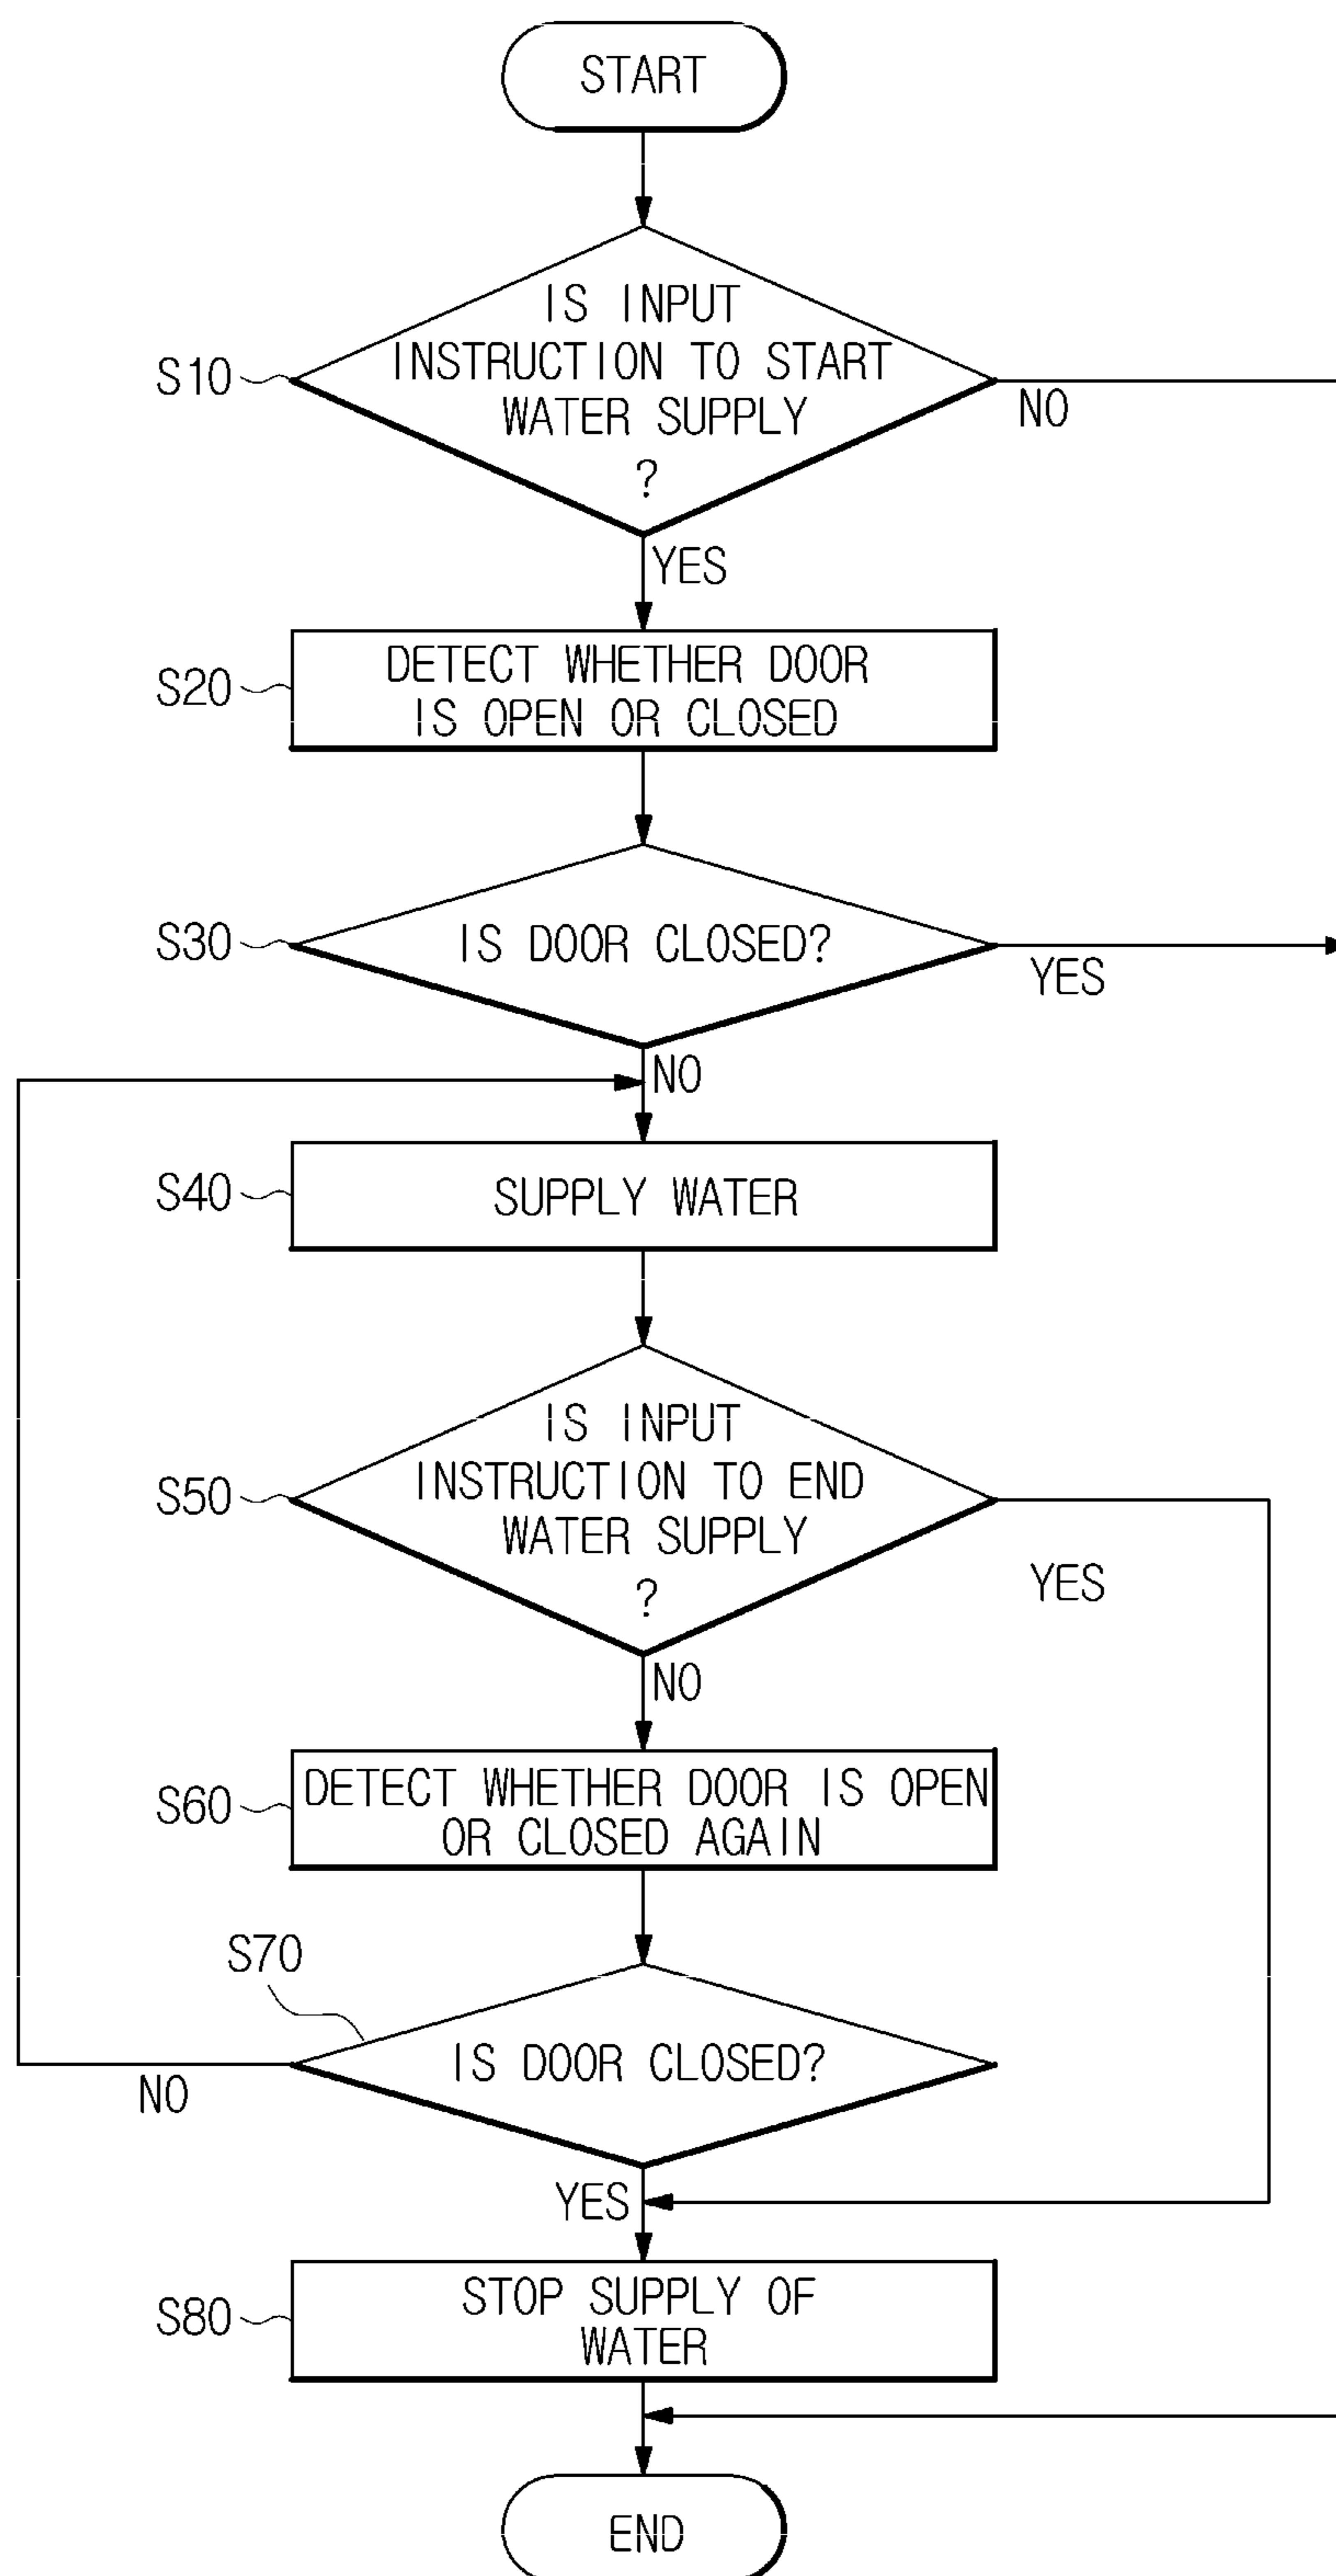 START
IS INPUT
INSTRUCTION TO START
WATER SUPPLY
?
S10
NO
YES
S20
DETECT WHETHER DOOR
IS OPEN OR CLOSED
S30
IS DOOR CLOSED?
YES
NO
S40
SUPPLY WATER
IS INPUT
INSTRUCTION TO END
WATER SUPPLY
?
S50
YES
NO
S60
DETECT WHETHER DOOR IS OPEN
OR CLOSED AGAIN
S70
IS DOOR CLOSED?
NO
YES
S80
STOP SUPPLY OF
WATER
END